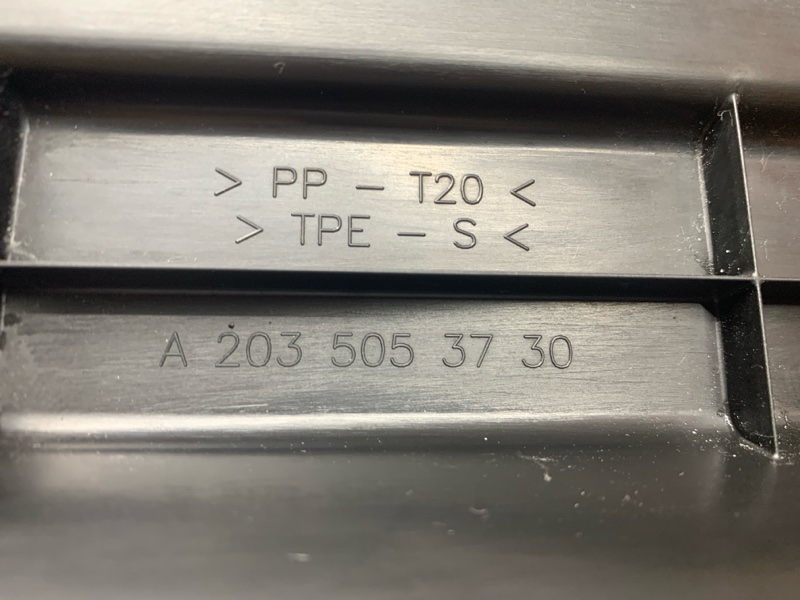 > PP - T20 <
> TPE - S <
A 203 505 37 30